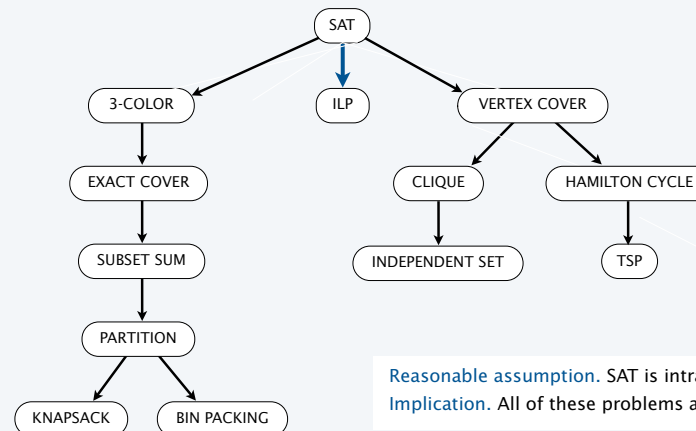 SAT
3-COLOR
ILP
VERTEX COVER
EXACT COVER
CLIQUE
HAMILTON CYCLE
SUBSET SUM
INDEPENDENT SET
TSP
PARTITION
Reasonable assumption. SAT is
Implication. All of these problems
KNAPSACK
BIN PACKING